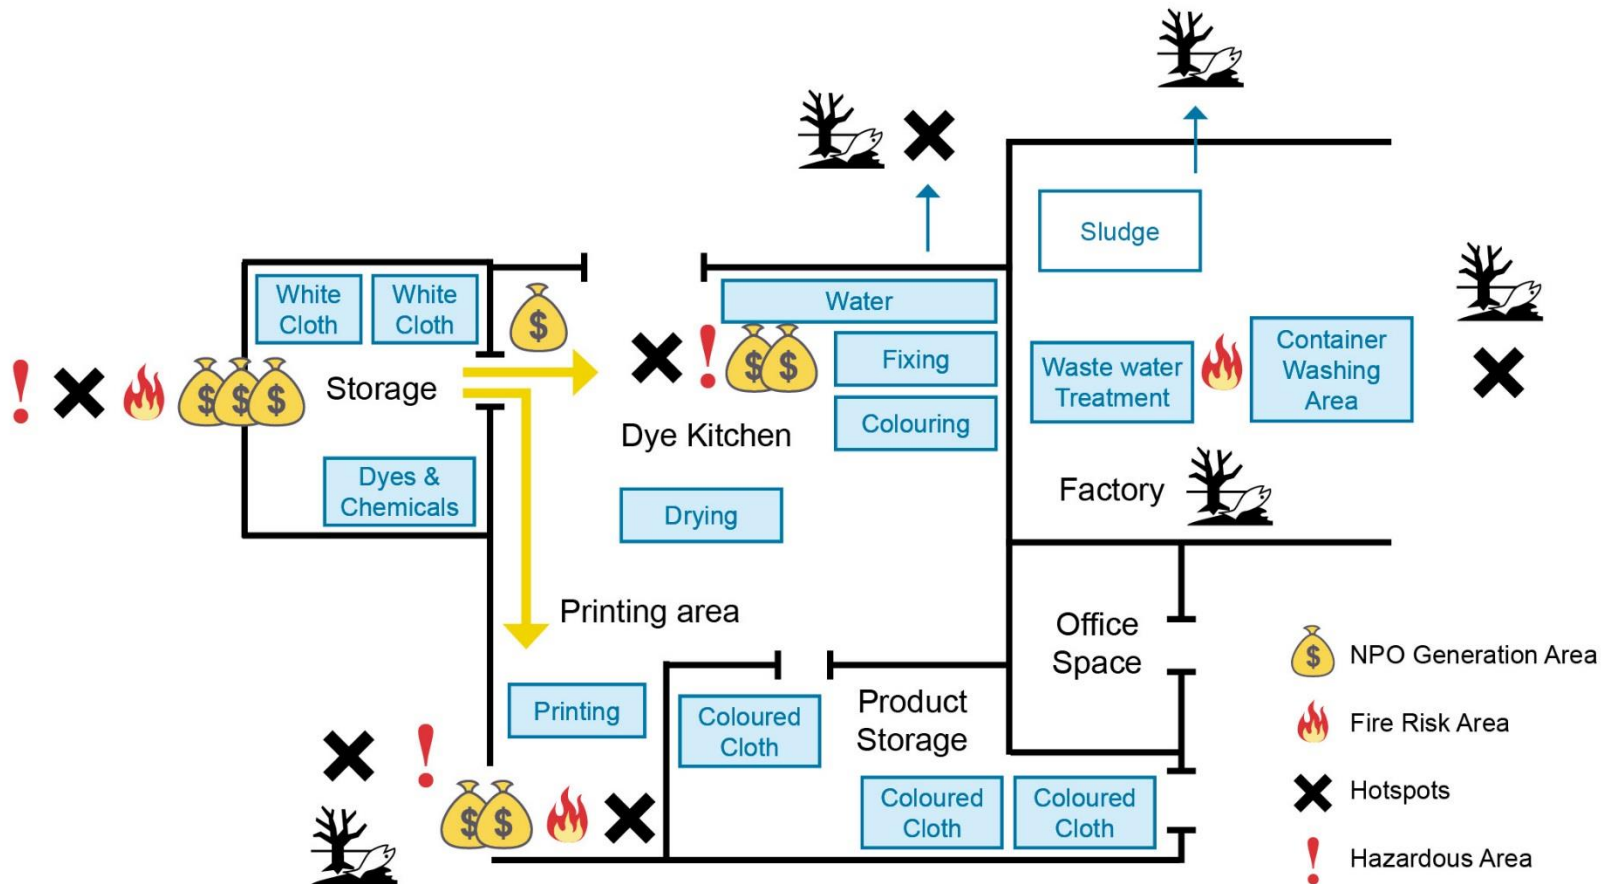 Sludge
White
Cloth
White
Cloth
$
Water
$$
Fixing
Waste water
Treatment
Container
Washing
Area
$$$
Storage
Dye Kitchen
Colouring
Dyes &
Chemicals
Drying
Factory
Printing area
Office
Space
$
NPO Generation Area
Printing
Coloured
Cloth
Product
Storage
Fire Risk Area
Hotspots
$$
Coloured
Cloth
Coloured
Cloth
Hazardous Area